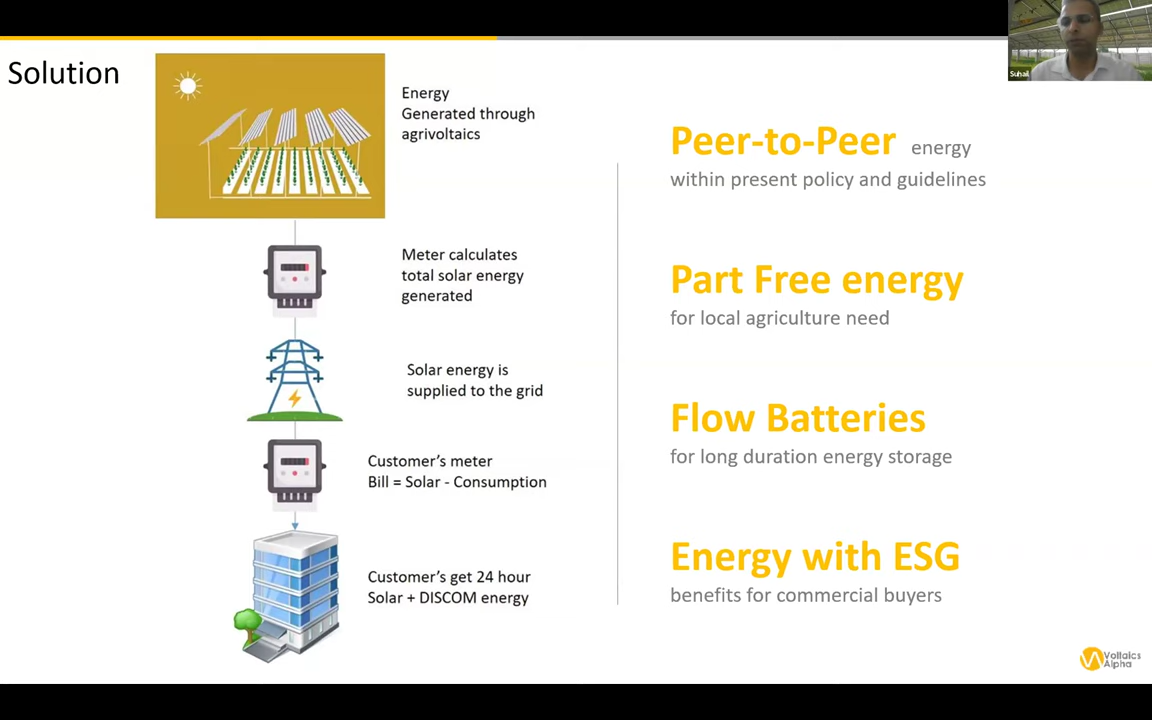 Solution
Energy
Generated through
agrivoltaics
Meter calculates
total solar energy
generated
Solar energy is
supplied to the grid
Customer's meter
Bill = Solar - Consumption
Customer's get 24 hour
Solar + DISCOM energy
Peer-to-Peer energy
within present policy and guidelines
Part Free energy
for local agriculture need
Flow Batteries
for long duration energy storage
Energy with ESG
benefits for commercial buyers
Suhail
Voltaics
Alpha